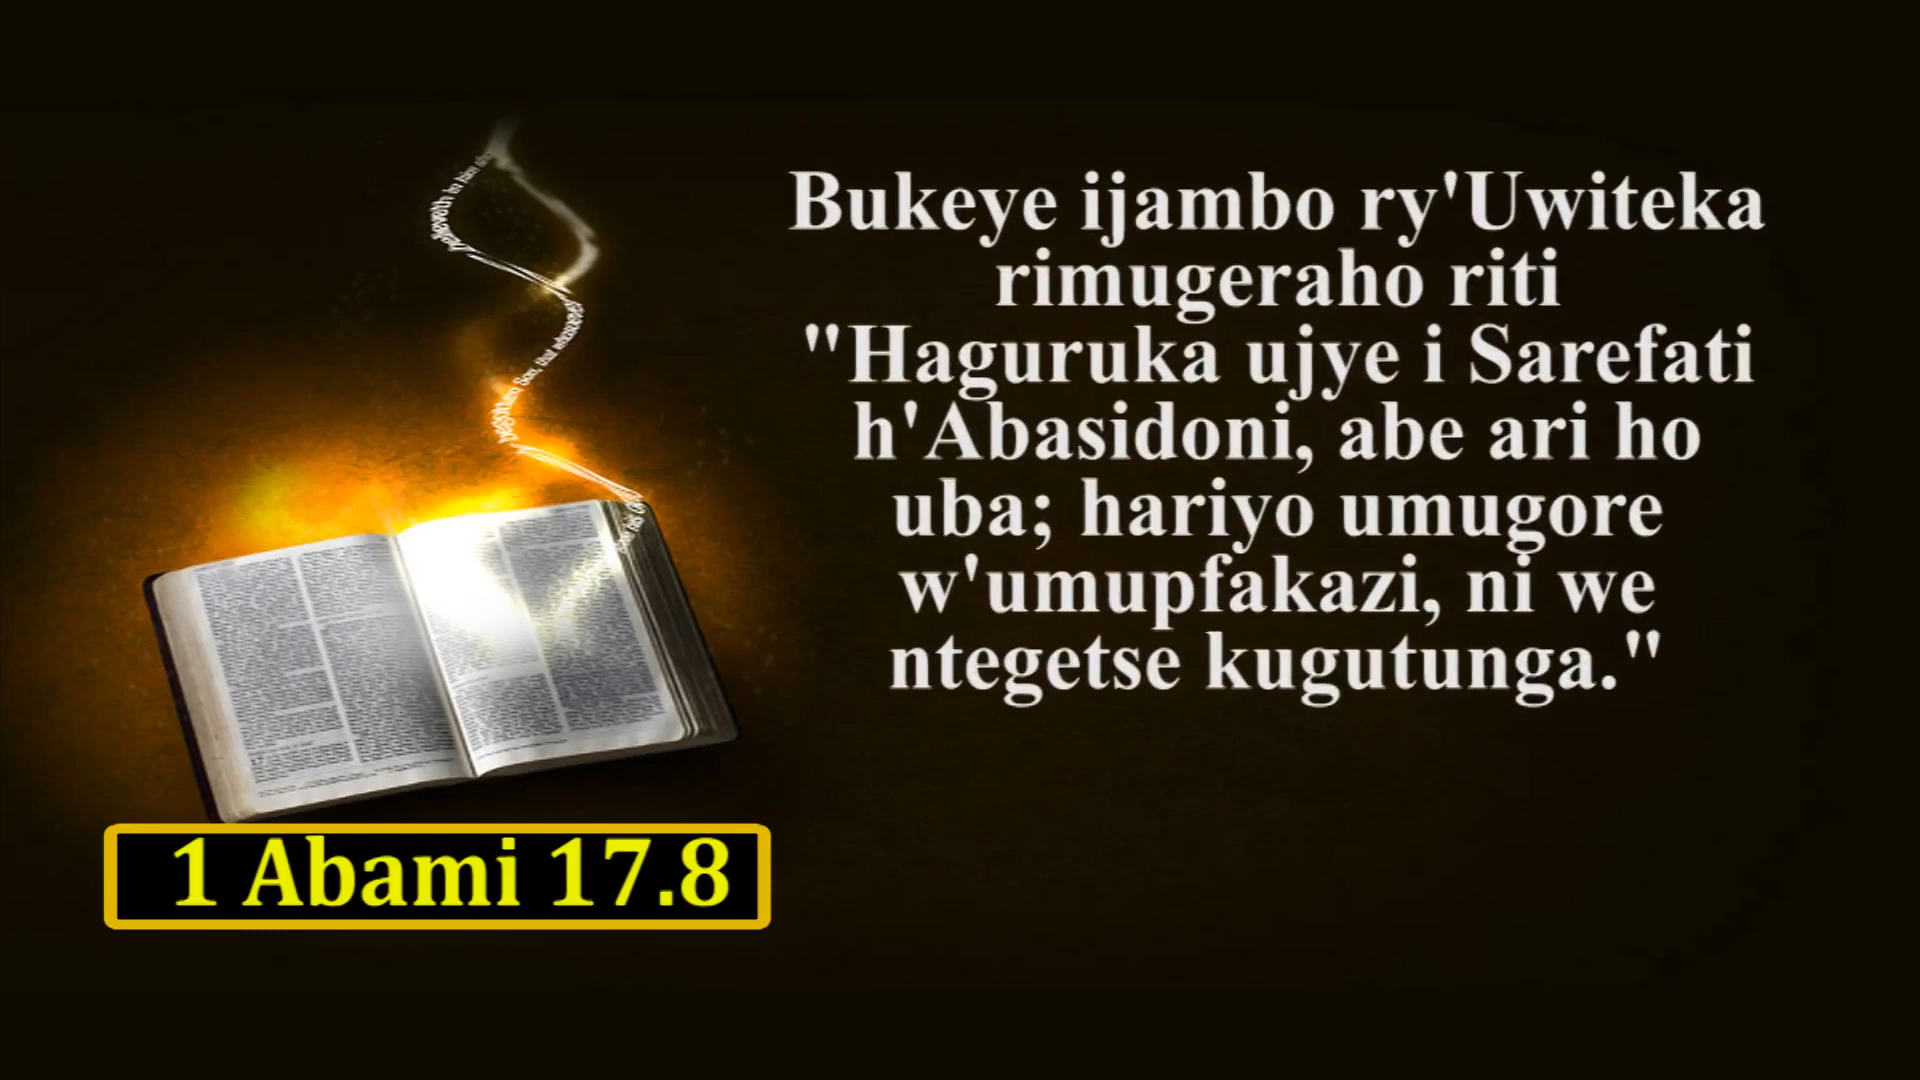 Bukeye ijambo ry'Uwiteka
rimugeraho riti
"Haguruka ujye i Sarefati
h'Abasidoni, abe ari ho
uba; hariyo umugore
w'umupfakazi, ni we
ntegetse kugutunga."
1 Abami 17.8